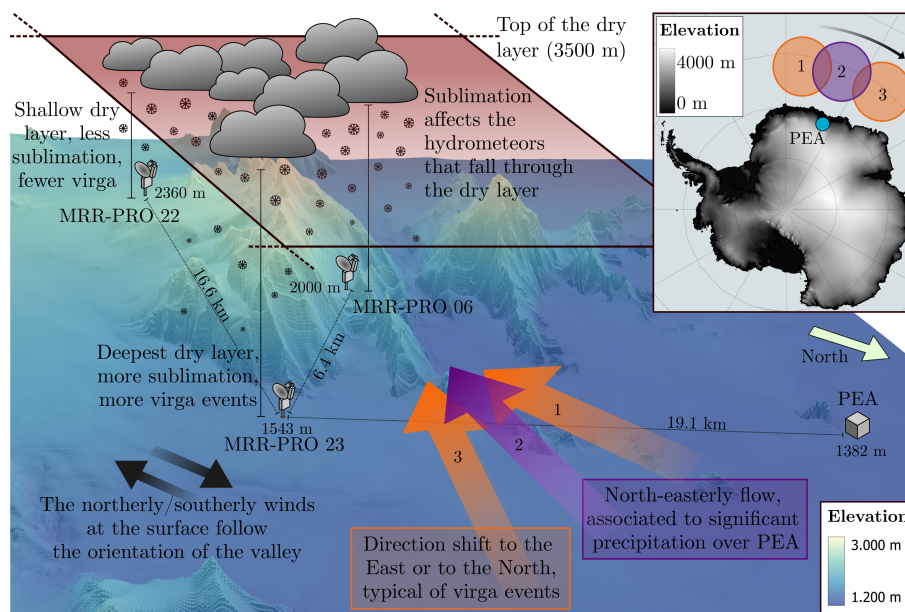 Top of the dry
layer (3500 m)
Shallow dry
layer, less
sublimation,
fewer virga
2360 m
MRR-PRO 22
Sublimation
affects the
hydrometeors
that fall through
the dry layer
Elevation
4000 m
0 m
1
2
3
PEA
16.6 km
2000 m
MRR-PRO 06
6.4 km
Deepest dry layer,
more sublimation,
more virga events
1543 m
MRR-PRO 23
North
PEA
19.1 km
1382 m
1
2
3
The northerly/southerly winds
at the surface follow
the orientation of the valley
Direction shift to the
East or to the North,
typical of virga events
North-easterly flow,
associated to significant
precipitation over PEA
Elevation
3.000 m
1.200 m